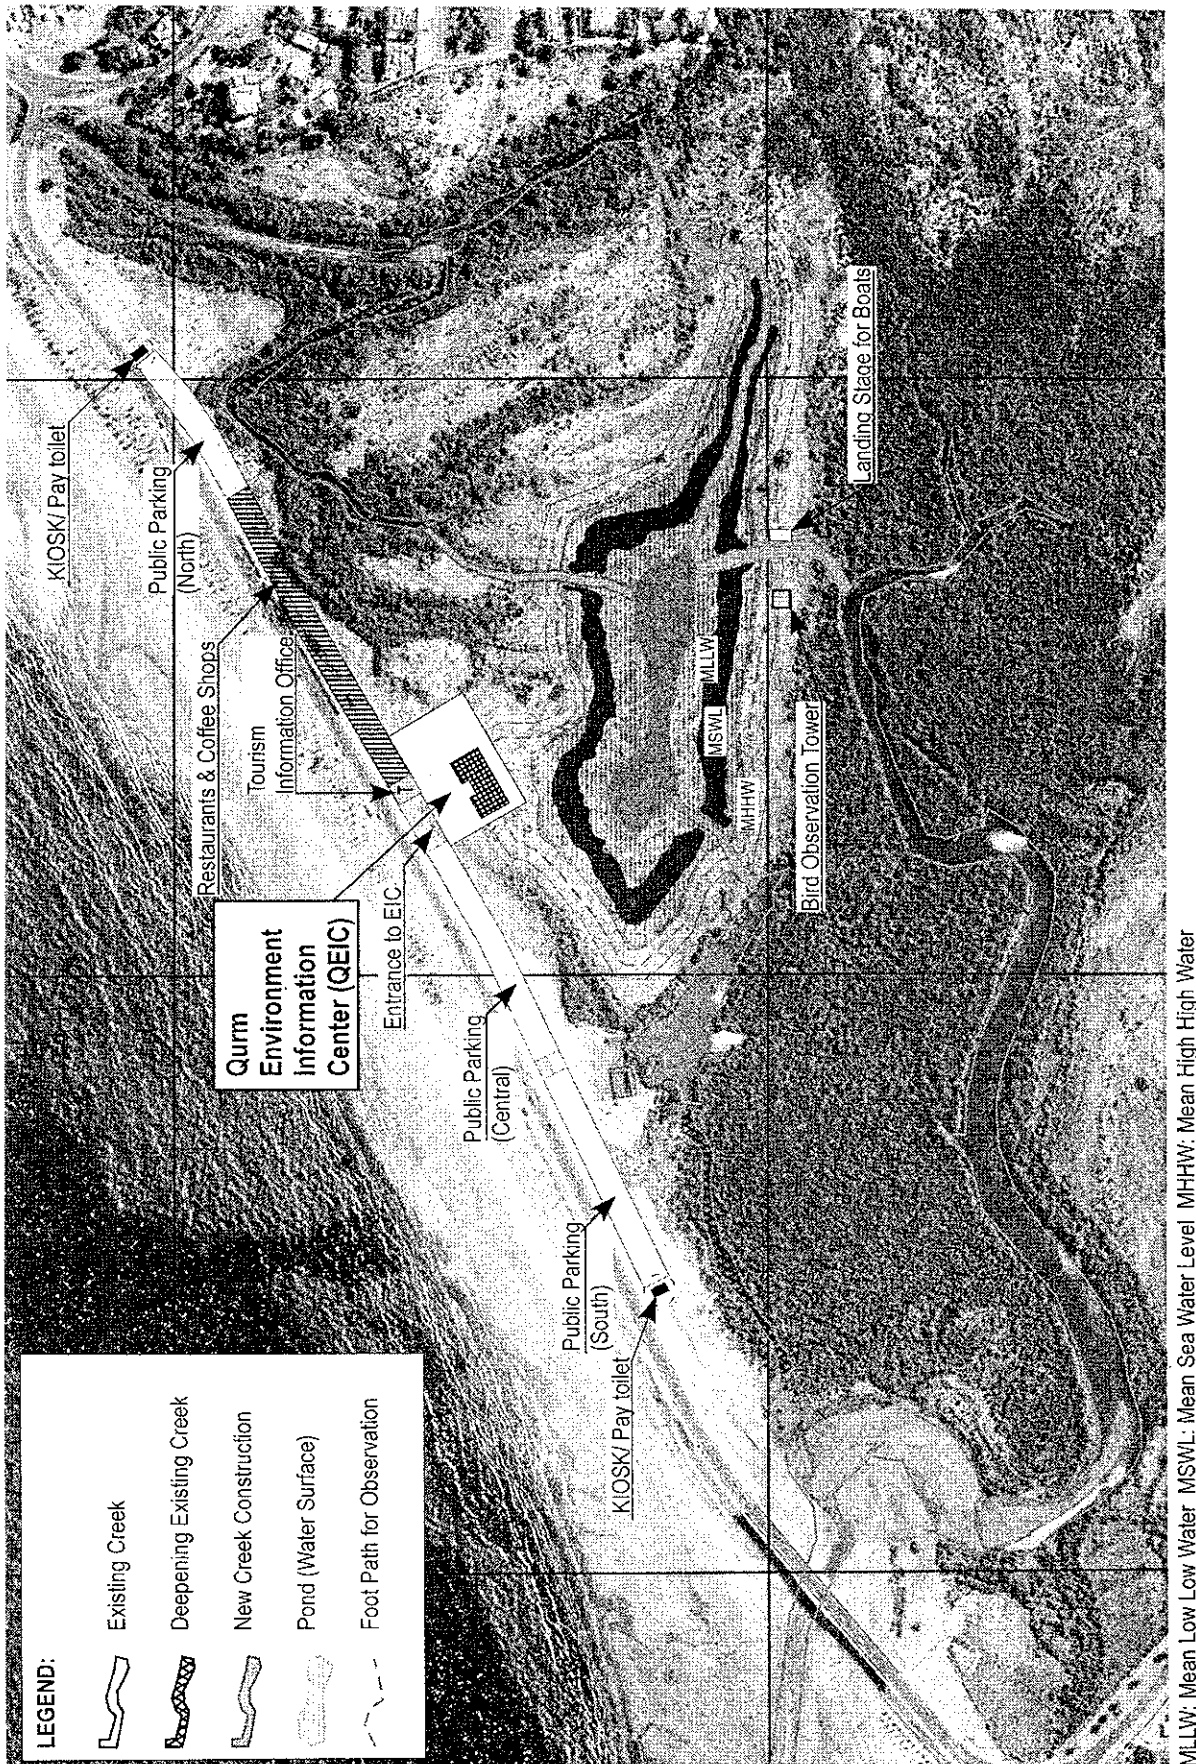 LEGEND:
Existing Creek
Deepening Existing Creek
New Creek Construction
Pond (Water Surface)
Foot Path for Observation
KIOSK/ Pay toilet
Public Parking
(South)
Public Parking
(Central)
Entrance to EIC
Qurm
Environment
Information
Center (QEIC)
Tourism
Information Office
Restaurants & Coffee Shops
Public Parking
(North)
KIOSK/ Pay toilet
MHHW
MSWL
MLLW
Bird Observation Tower
Landing Stage for Boats
MLLW: Mean Low Low Water MSWL: Mean Sea Water Level MHHW: Mean High High Water